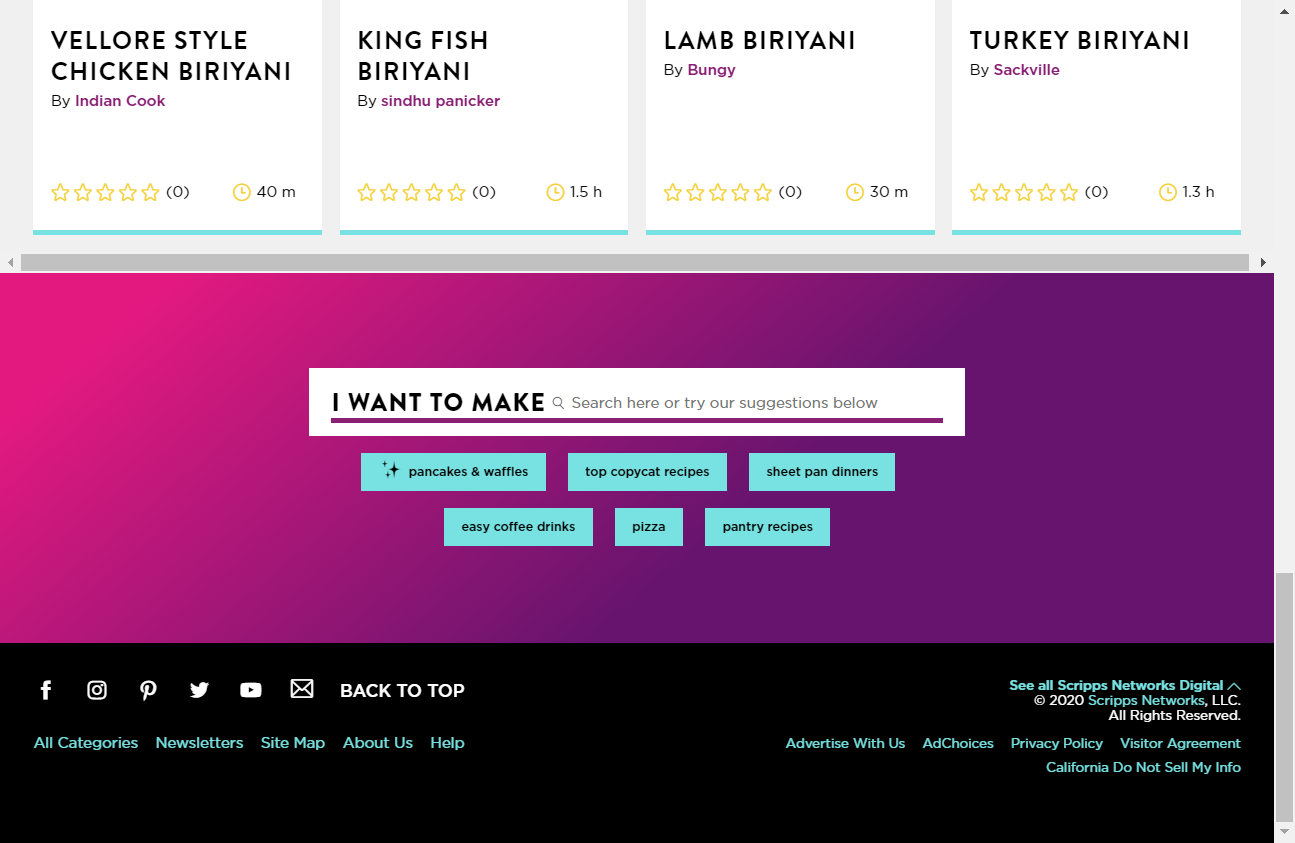 VELLORE STYLE
CHICKEN BIRIYANI
By Indian Cook
(0) 40 m
KING FISH
BIRIYANI
By sindhu panicker
(0) 1.5 h
LAMB BIRIYANI
By Bungy
(0) 30 m
TURKEY BIRIYANI
By Sackville
(0) 1.3 h
I WANT TO MAKE Search here or try our suggestions below
pancakes & waffles top copycat recipes sheet pan dinners
easy coffee drinks pizza pantry recipes
BACK TO TOP
All Categories Newsletters Site Map About Us Help
See all Scripps Networks Digital
© 2020 Scripps Networks, LLC.
All Rights Reserved.
Advertise With Us AdChoices Privacy Policy Visitor Agreement
California Do Not Sell My Info